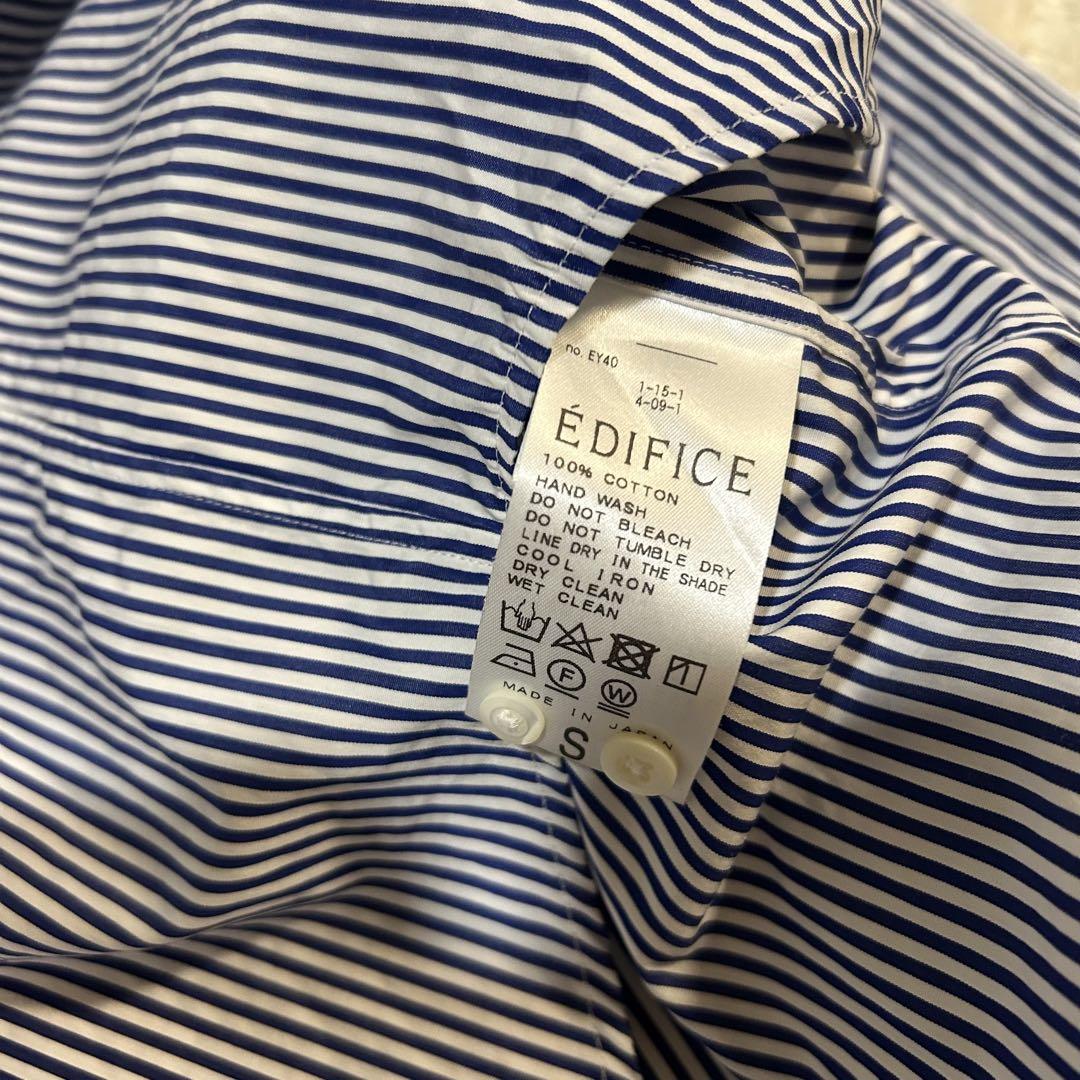 no. EY40
1-15-1
4-09-1
ÉDIFICE
100% COTTON
HAND WASH
DO NOT BLEACH
DO NOT TUMBLE DRY
LINE DRY IN THE SHADE
COOL IRON
DRY CLEAN
WET CLEAN
F
W
MADE IN JAPAN
S